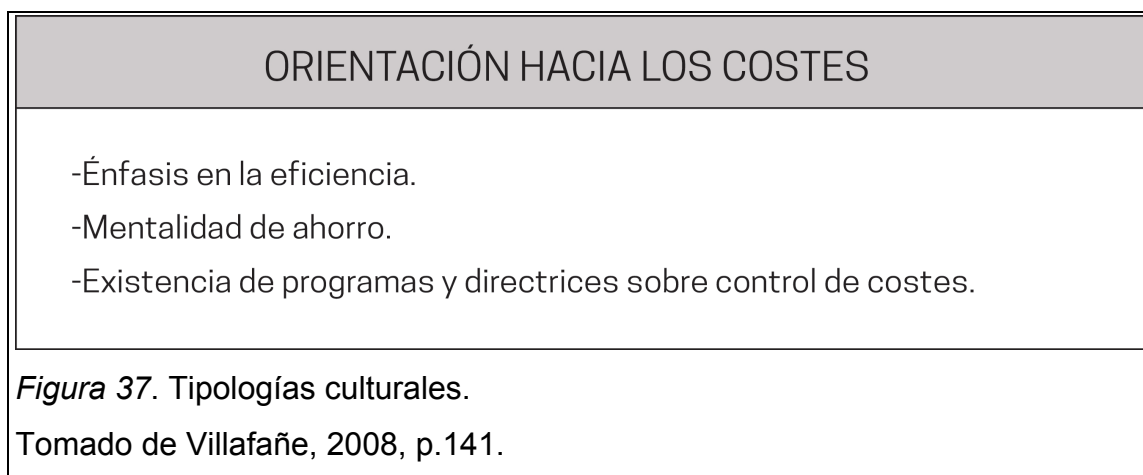 ORIENTACIÓN HACIA LOS COSTES
-Énfasis en la eficiencia.
-Mentalidad de ahorro.
-Existencia de programas y directrices sobre control de costes.
Figura 37. Tipologías culturales.
Tomado de Villafañe, 2008, p.141.